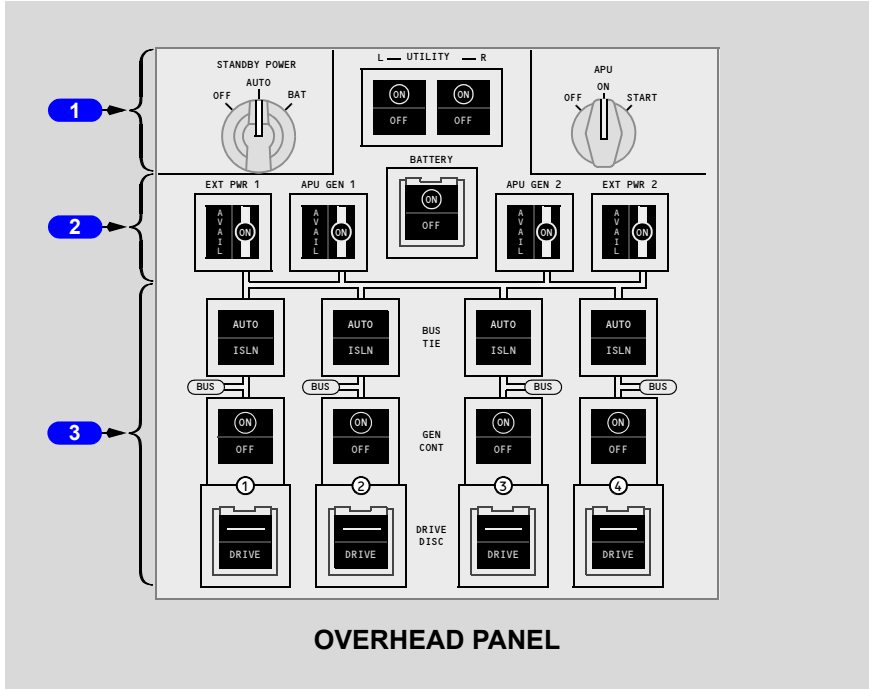 L — UTILITY — R
STANDBY POWER
APU
AUTO
ON
OFF
BAT
OFF
START
ON
ON
OFF
OFF
1
BATTERY
EXT PWR 1
APU GEN 1
APU GEN 2
EXT PWR 2
ON
OFF
AVAIL
ON
AVAIL
ON
AVAIL
ON
AVAIL
ON
2
AUTO
AUTO
BUS
TIE
AUTO
AUTO
ISLN
ISLN
ISLN
ISLN
BUS
BUS
BUS
BUS
ON
ON
GEN
CONT
ON
ON
OFF
OFF
OFF
OFF
3
1
2
3
4
DRIVE
DISC
DRIVE
DRIVE
DRIVE
DRIVE
OVERHEAD PANEL